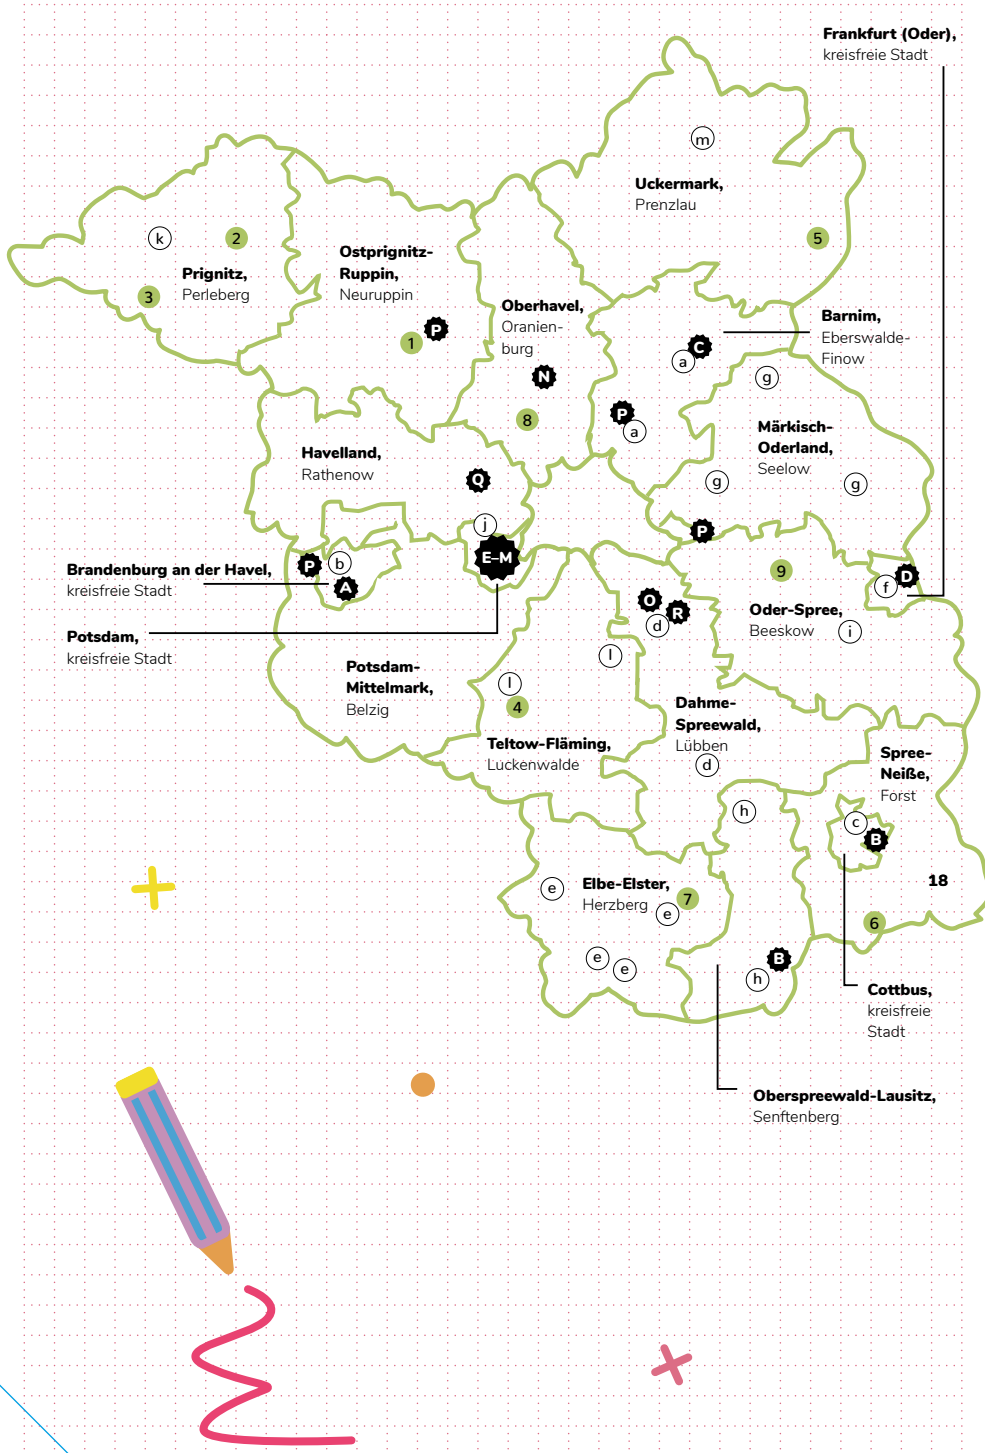 Frankfurt (Oder),
kreisfreie Stadt
m
Uckermark,
Prenzlau
k
2
5
Ostprignitz-
Ruppin,
Neuruppin
Prignitz,
Perleberg
3
Oberhavel,
Oranien-
burg
Barnim,
Eberswalde-
Finow
P
1
C
a
N
g
8
P
a
Märkisch-
Oderland,
Seelow
Havelland,
Rathenow
Q
g
g
j
P
E–M
P
b
A
Brandenburg an der Havel,
kreisfreie Stadt
9
D
f
O
R
d
Oder-Spree,
Beeskow
i
Potsdam,
kreisfreie Stadt
l
Potsdam-
Mittelmark,
Belzig
l
4
Dahme-
Spreewald,
Lübben
d
Teltow-Fläming,
Luckenwalde
Spree-
Neiße,
Forst
h
c
B
e
Elbe-Elster,
Herzberg
7
e
18
6
e
e
B
h
Cottbus,
kreisfreie
Stadt
Oberspreewald-Lausitz,
Senftenberg